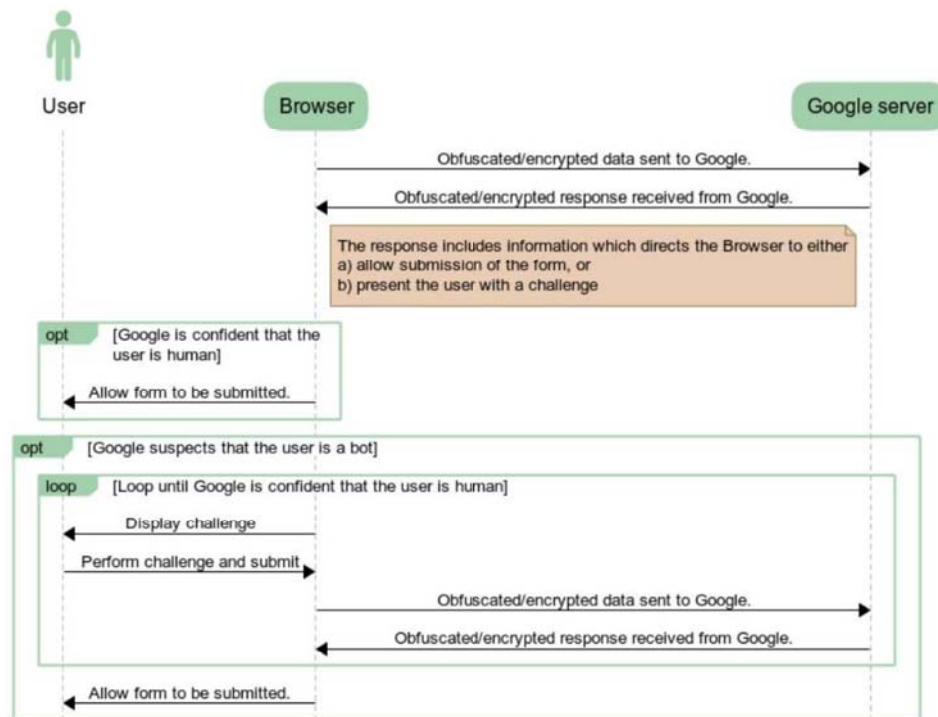 User
Browser
Google server
Obfuscated/encrypted data sent to Google.
Obfuscated/encrypted response received from Google.
The response includes information which directs the Browser to either
a) allow submission of the form, or
b) present the user with a challenge
opt
[Google is confident that the
user is human]
Allow form to be submitted.
opt
[Google suspects that the user is a bot]
loop
[Loop until Google is confident that the user is human]
Display challenge
Perform challenge and submit
Obfuscated/encrypted data sent to Google.
Obfuscated/encrypted response received from Google.
Allow form to be submitted.